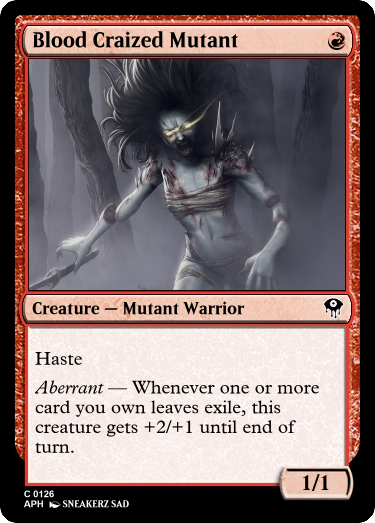 Blood Craized Mutant
Creature — Mutant Warrior
Haste
Aberrant — Whenever one or more
card you own leaves exile, this
creature gets +2/+1 until end of
turn.
1/1
C 0126
APH SNEAKERZ SAD